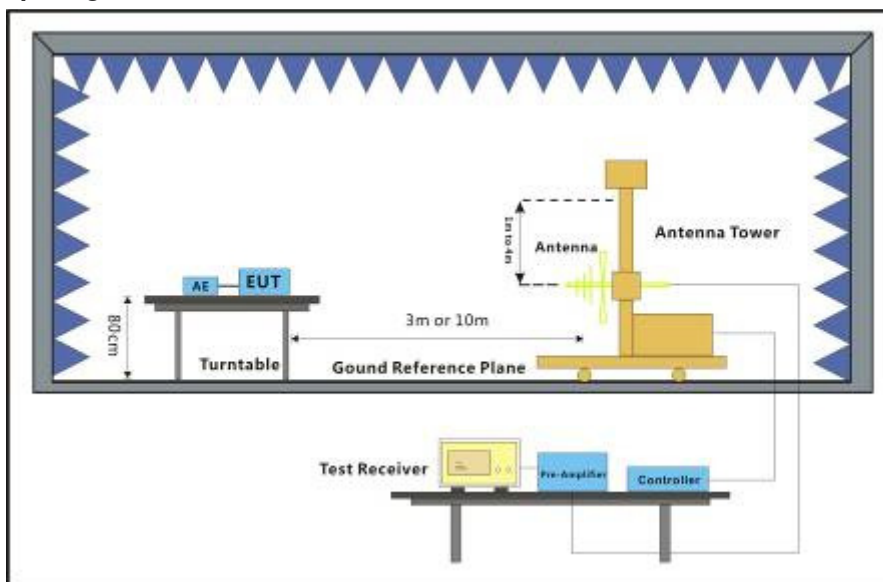 1m to 4m
Antenna
Antenna Tower
AE
EUT
80cm
3m or 10m
Turntable
Gound Reference Plane
Test Receiver
Pre-Amplifier
Controller